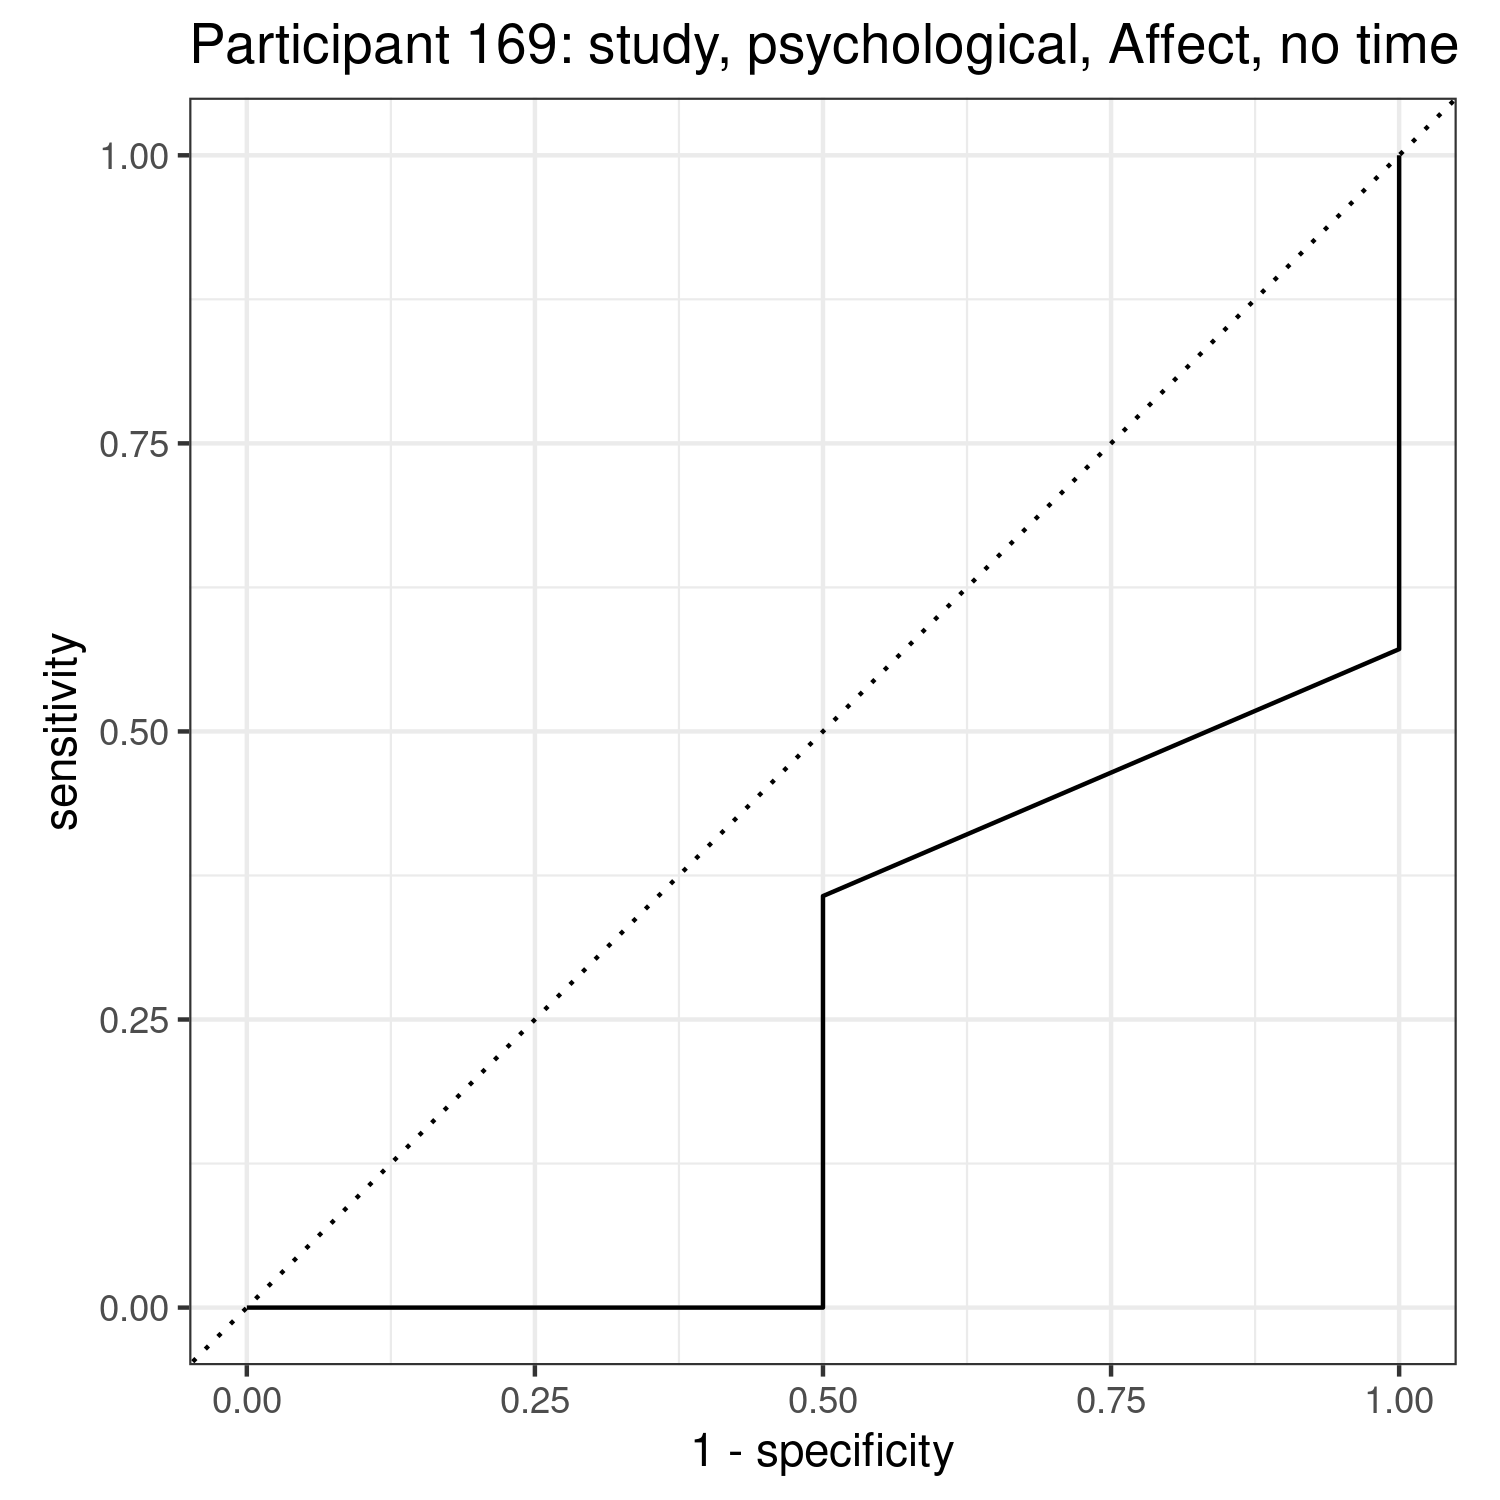 Participant 169: study, psychological, Affect, no time
1.00
0.75
0.50
0.25
0.00
sensitivity
0.00 0.25 0.50 0.75 1.00
1 - specificity